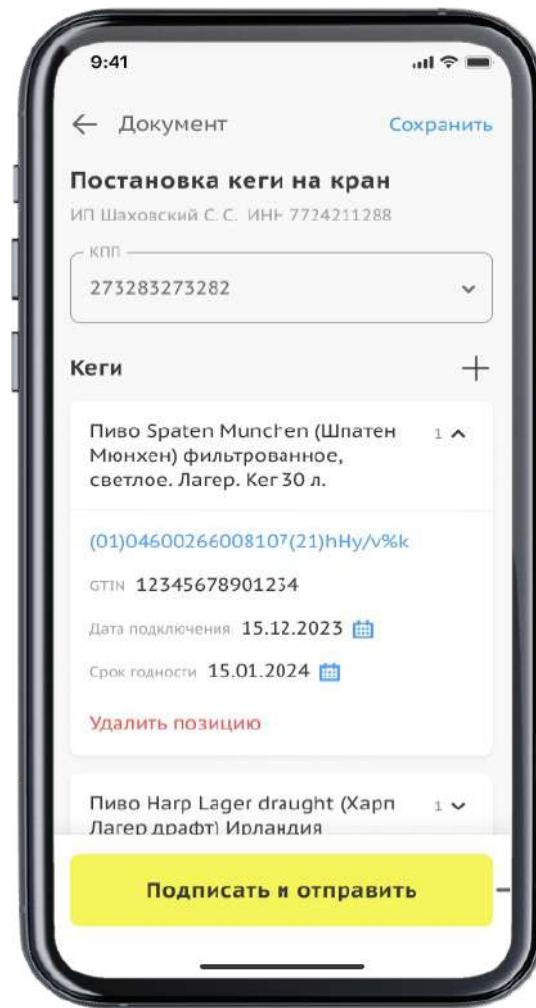 9:41
← Документ
Сохранить
Постановка кеги на кран
ИП Шаховский С. С. ИНН 7724211288
КПП
273283273282
Кеги
Пиво Spaten Munchen (Шпатен
1
Мюнхен) фильтрованное,
светлое. Лагер. Кег 30 л.
(01)04600266008107(21)hHy/v%k
GTIN 12345678901234
Дата подключения 15.12.2023
Срок годности 15.01.2024
Удалить позицию
Пиво Harp Lager draught (Харп
1
Лагер драфт) Ирландия
Подписать и отправить